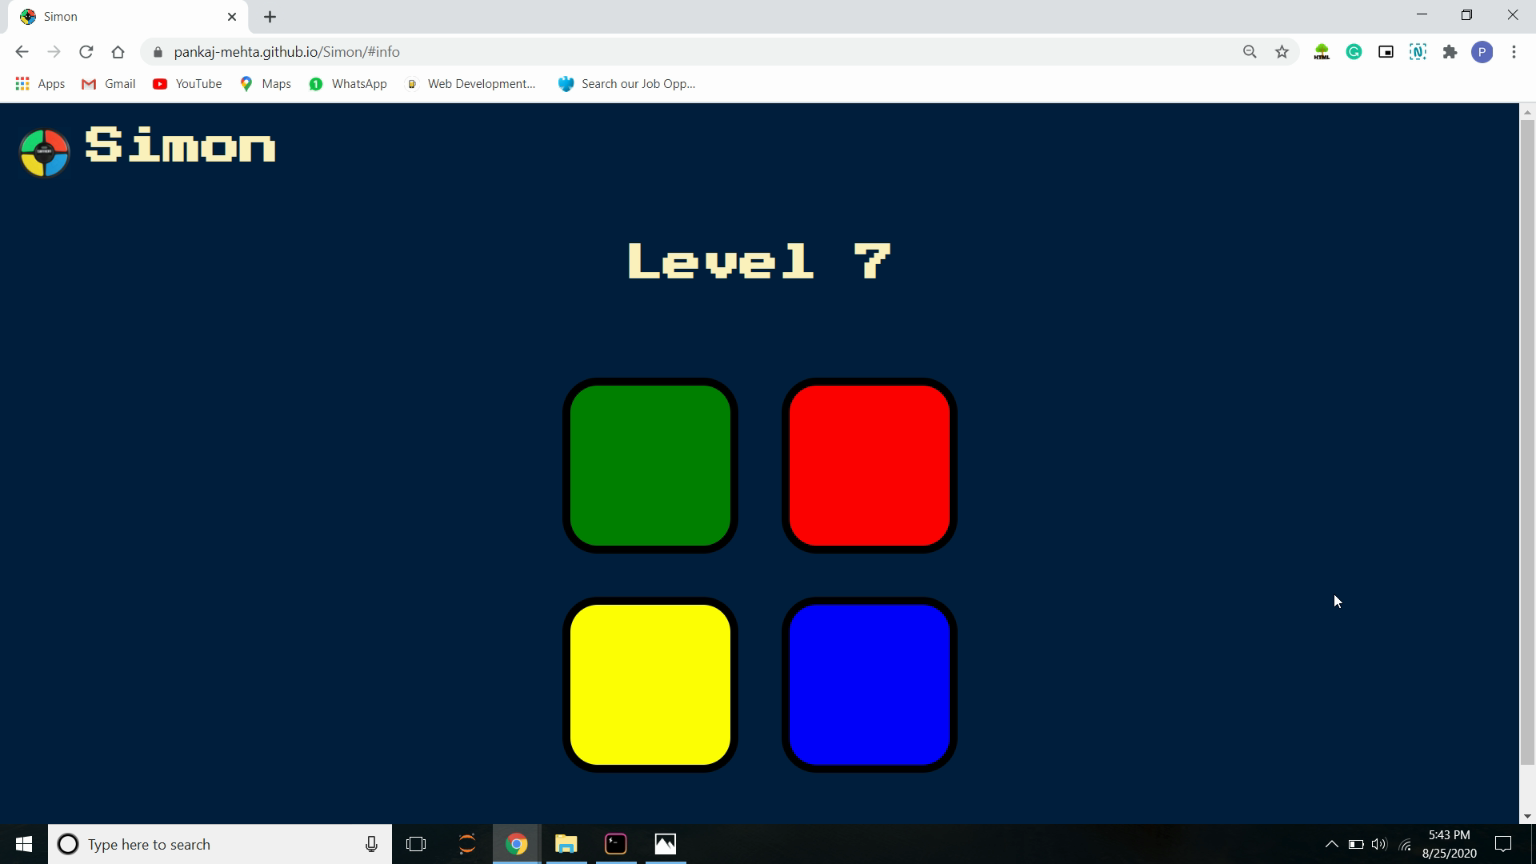 Simon
pankaj-mehta.github.io/Simon/#info
P
Apps
Gmail
YouTube
Maps
1
WhatsApp
Web Development...
Search our Job Opp...
Simon
Level 7
Type here to search
5:43 PM
8/25/2020